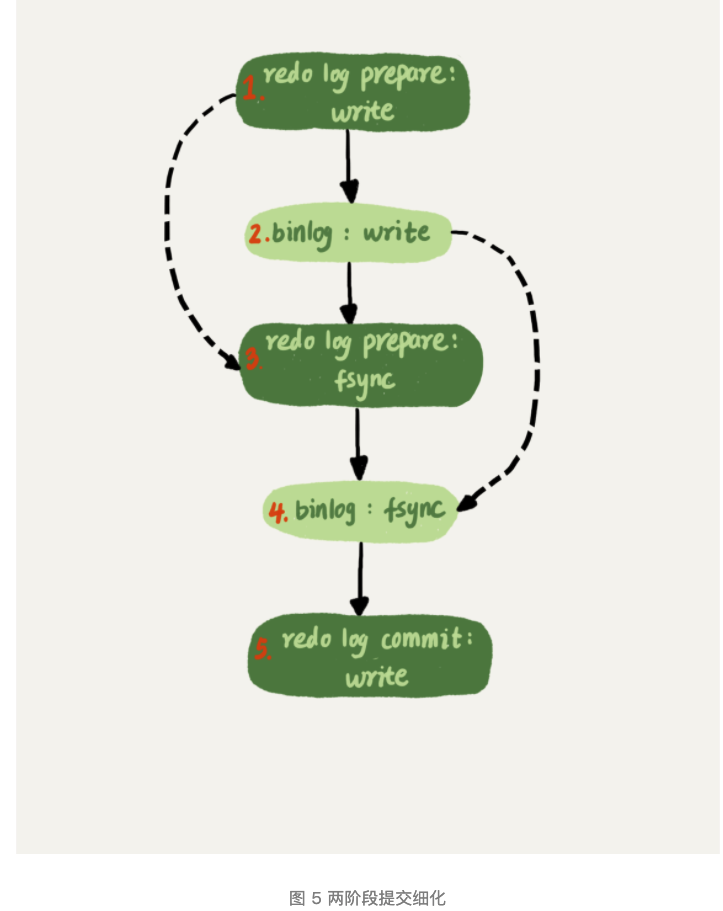 1. redo log prepare:
write
2. binlog : write
3 redo log prepare:
fsync
4. binlog : fsync
5. redo log commit:
write
图 5 两阶段提交细化